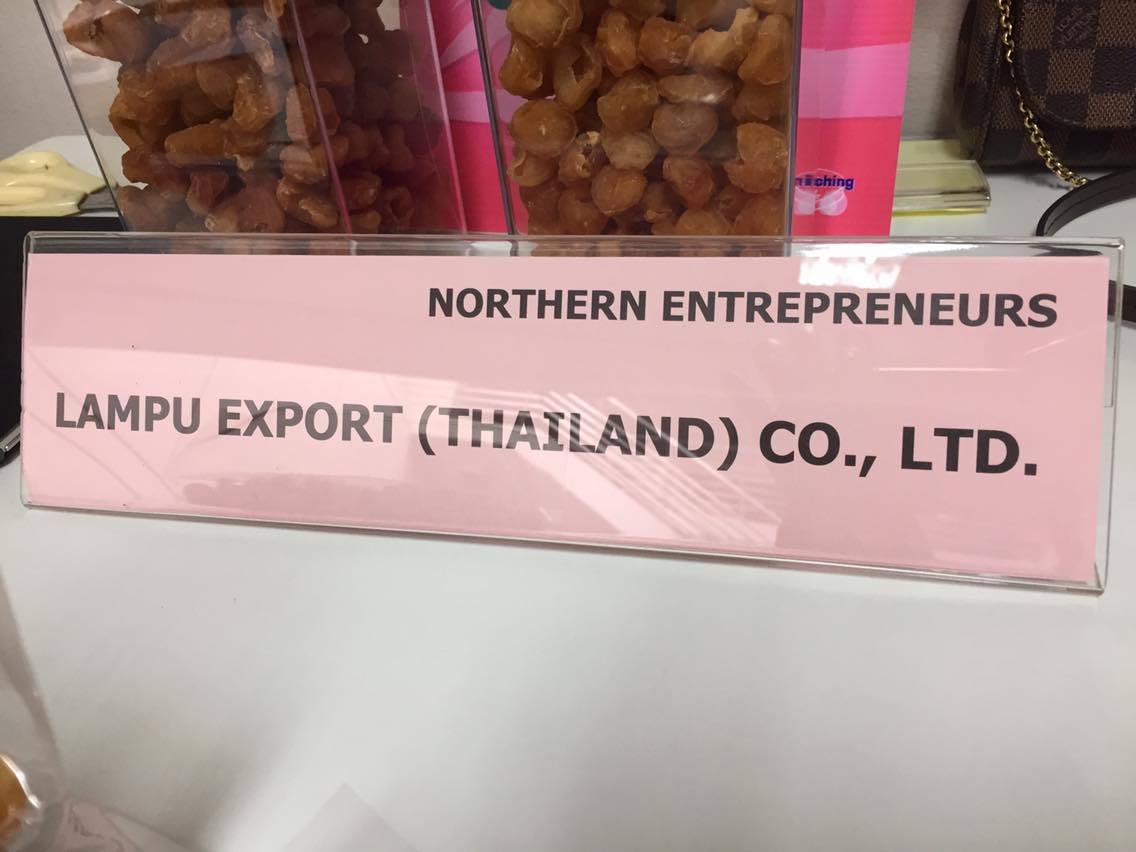 NORTHERN ENTREPRENEURS
LAMPU EXPORT (THAILAND) CO., LTD.